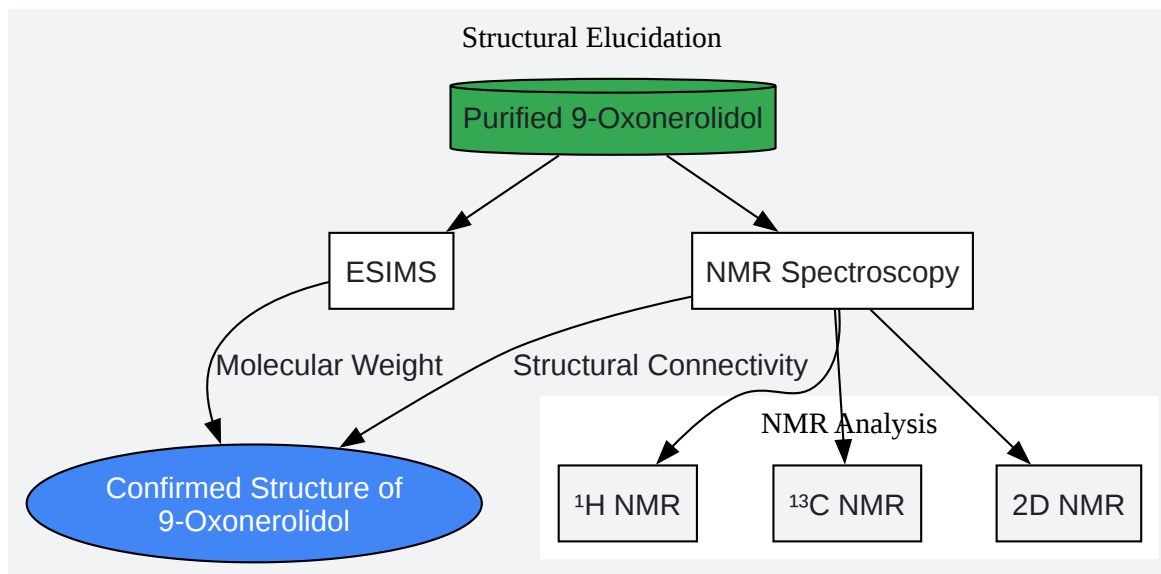 Structural Elucidation
Purified 9-Oxonerolidol
ESIMS
NMR Spectroscopy
Molecular Weight
Structural Connectivity
NMR Analysis
Confirmed Structure of
9-Oxonerolidol
¹H NMR
¹³C NMR
2D NMR